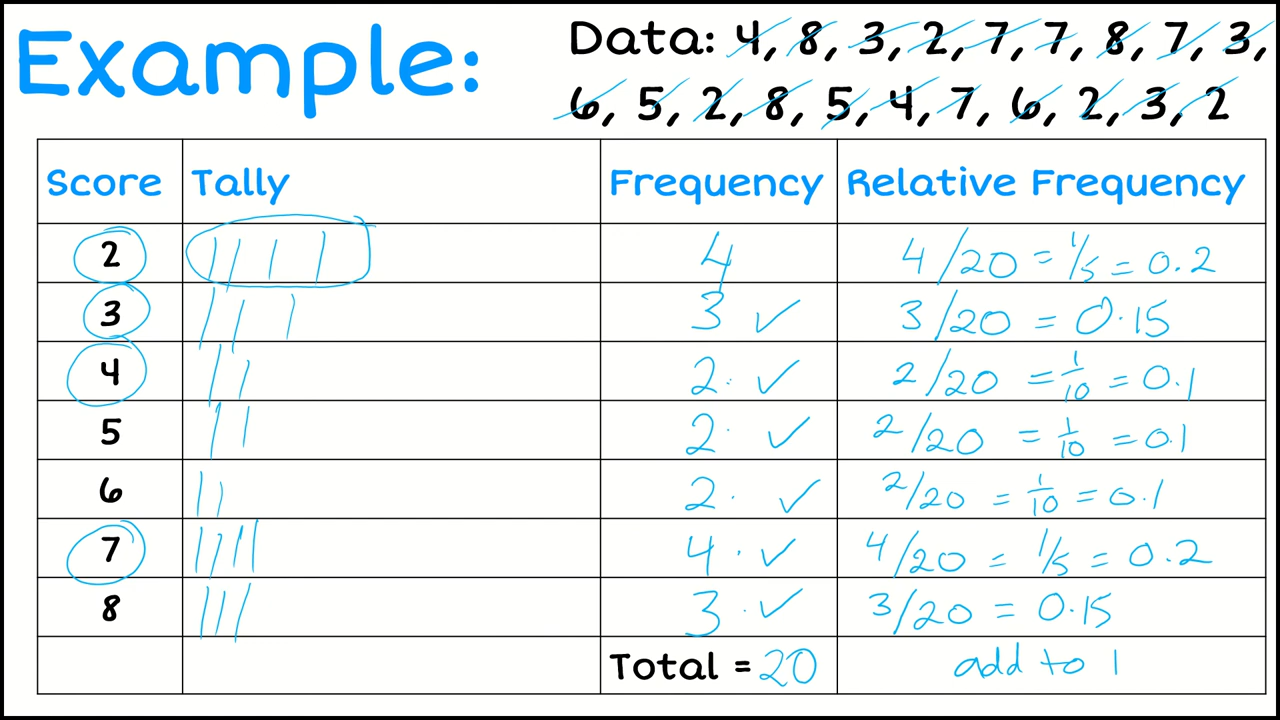 Example:
Data: 4, 8, 3, 2, 7, 7, 8, 7, 3,
6, 5, 2, 8, 5, 4, 7, 6, 2, 3, 2
Score Tally Frequency Relative Frequency
2 |||| 4 4/20 = 1/5 = 0.2
3 ||| 3 ✓ 3/20 = 0.15
4 || 2 ✓ 2/20 = 1/10 = 0.1
5 || 2 ✓ 2/20 = 1/10 = 0.1
6 || 2 ✓ 2/20 = 1/10 = 0.1
7 |||| 4 ✓ 4/20 = 1/5 = 0.2
8 ||| 3 ✓ 3/20 = 0.15
Total = 20 add to 1